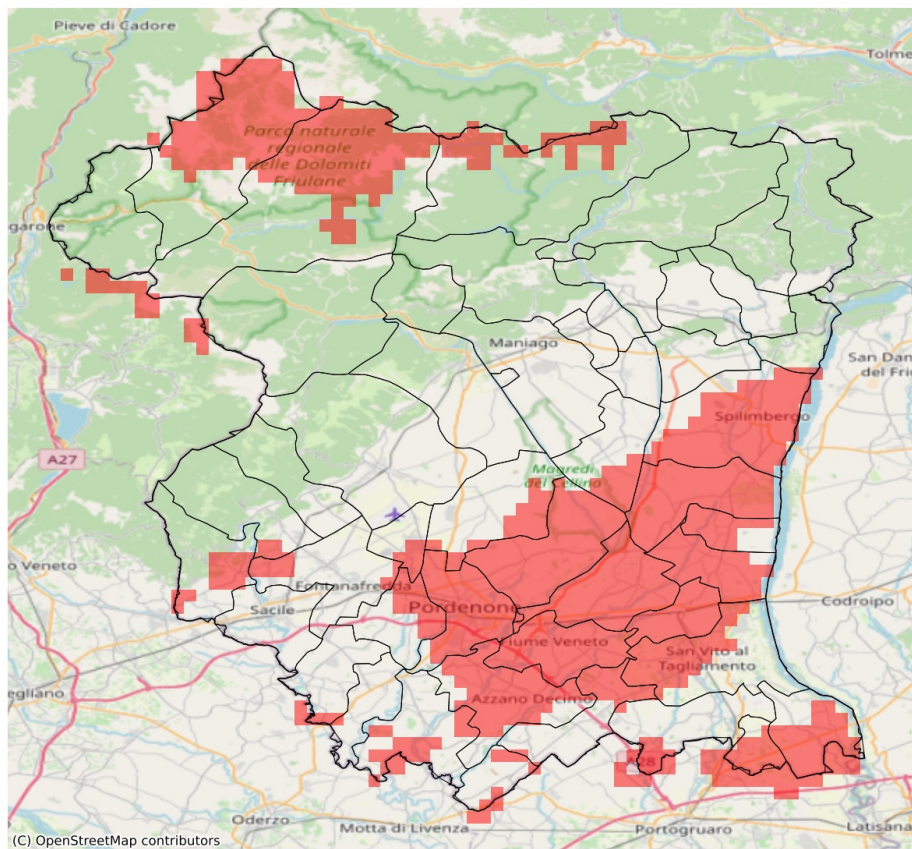 Pieve di Cadore
Tolme
Parco naturale
regionale
delle Dolomiti
Friulane
garone
Maniago
San Dan
del Friu
Spilimbergo
A27
Magredi
del Cellina
o Veneto
Fontanafredda
Sacile
Pordenone
Codroipo
Fiume Veneto
San Vito al
Tagliamento
egliano
Azzano Decimo
A28
Oderzo
Motta di Livenza
Portogruaro
Latisana
(C) OpenStreetMap contributors